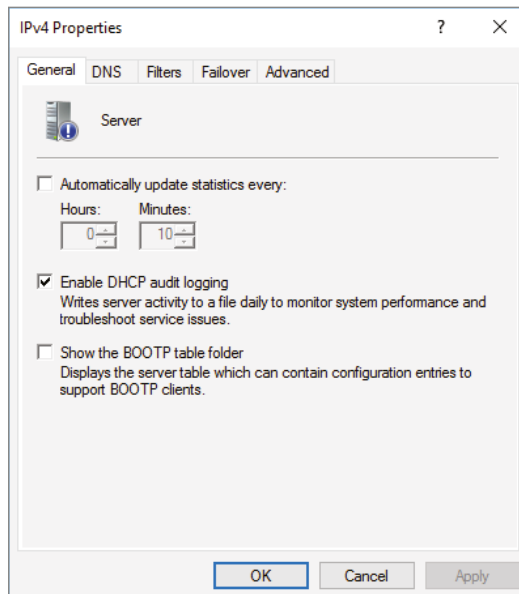 IPv4 Properties ?
General DNS Filters Failover Advanced
Server
Automatically update statistics every:
Hours: Minutes:
0 10
Enable DHCP audit logging
Writes server activity to a file daily to monitor system performance and
troubleshoot service issues.
Show the BOOTP table folder
Displays the server table which can contain configuration entries to
support BOOTP clients.
OK Cancel Apply